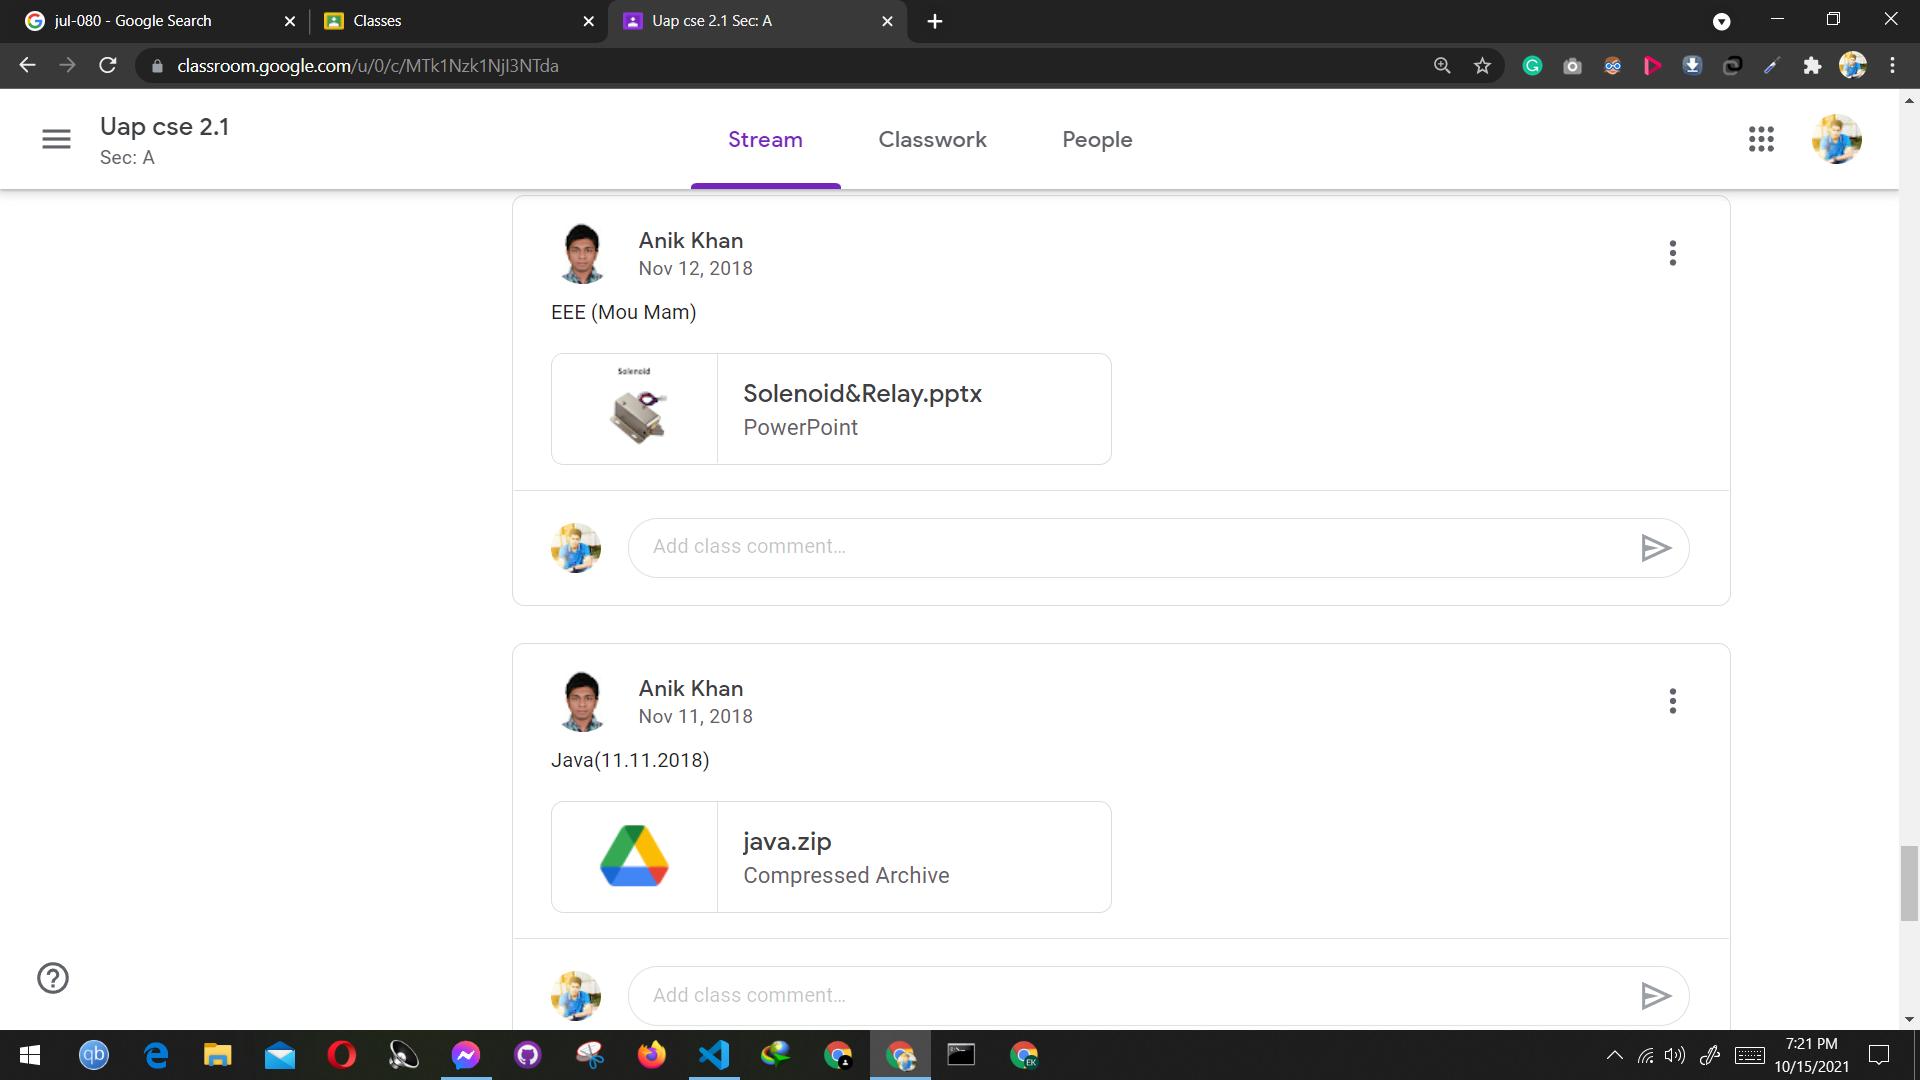 jul-080 - Google Search
Classes
Uap cse 2.1 Sec: A
classroom.google.com/u/0/c/MTk1Nzk1NjI3NTda
Uap cse 2.1
Sec: A
Stream
Classwork
People
Anik Khan
Nov 12, 2018
EEE (Mou Mam)
Solenoid
Solenoid&Relay.pptx
PowerPoint
Add class comment...
Anik Khan
Nov 11, 2018
Java(11.11.2018)
java.zip
Compressed Archive
Add class comment...
qb
EK
7:21 PM
10/15/2021